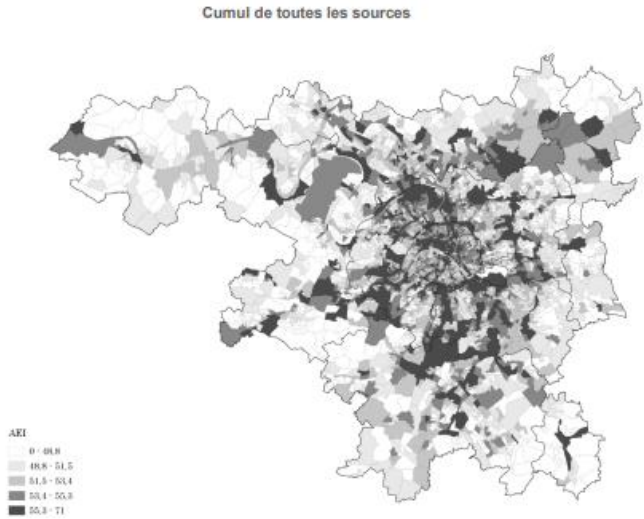 Cumul de toutes les sources
AEI
0 - 48,8
48,8 - 51,5
51,5 - 53,4
53,4 - 55,3
55,3 - 71